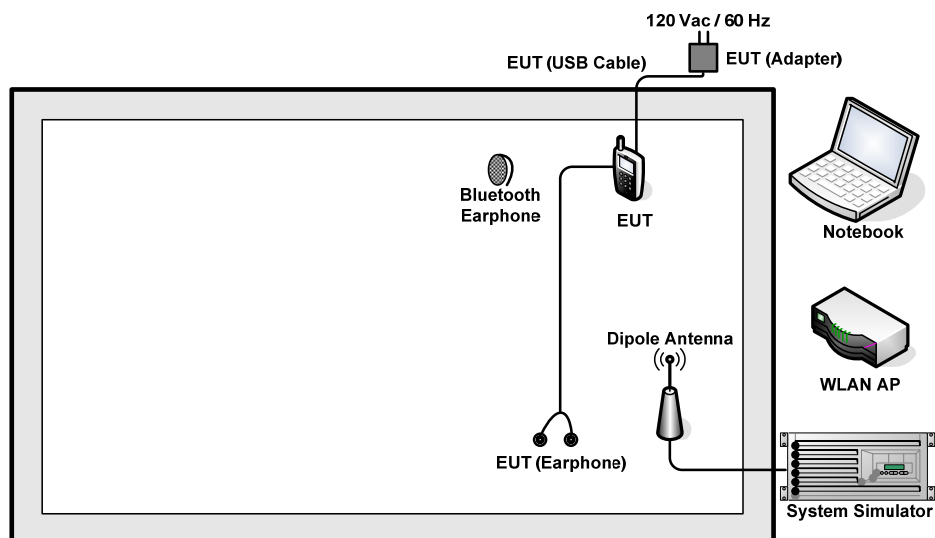 120 Vac / 60 Hz
EUT (USB Cable)
EUT (Adapter)
Bluetooth
Earphone
EUT
Notebook
Dipole Antenna
WLAN AP
EUT (Earphone)
System Simulator